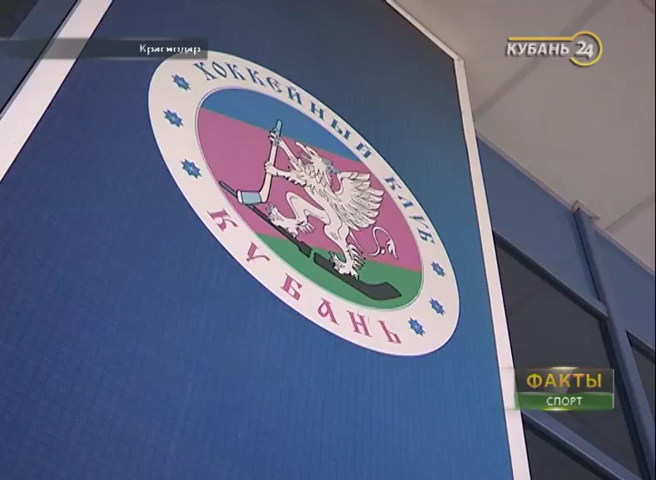 Краснодар
КУБАНЬ 24
ХОККЕЙНЫЙ КЛУБ
КУБАНЬ
ФАКТЫ
СПОРТ